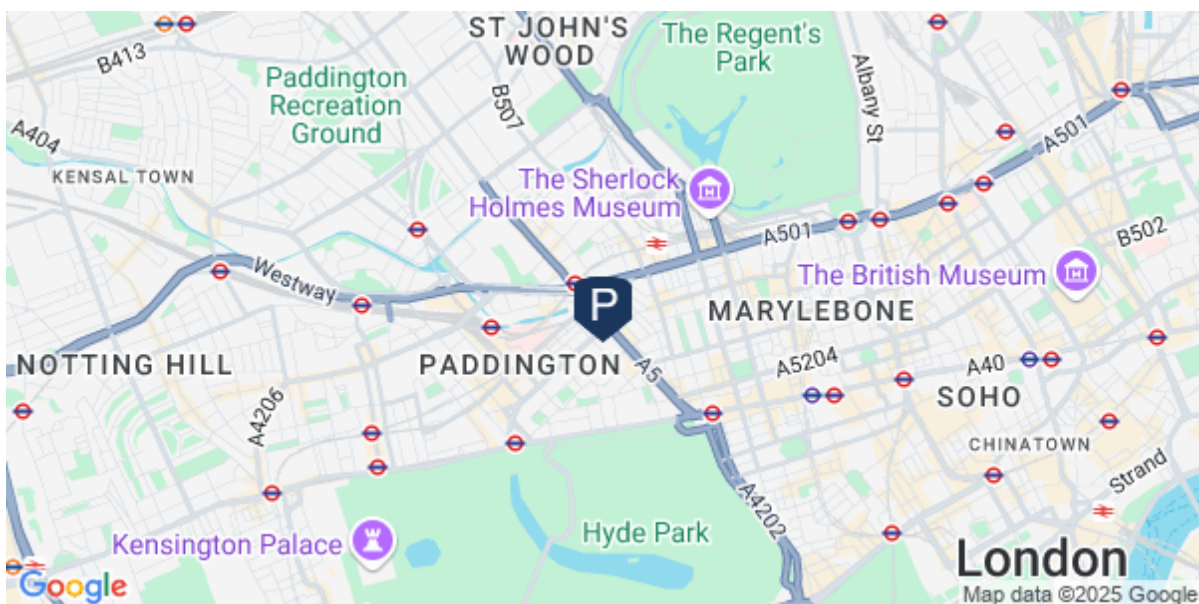 ST JOHN'S
WOOD
The Regent's
Park
B413
Paddington
Recreation
Ground
B507
Albany St
A501
A404
KENSAL TOWN
The Sherlock
Holmes Museum
A501
B502
Westway
The British Museum
P
MARYLEBONE
NOTTING HILL
PADDINGTON
A5
A5204
A40
SOHO
A4206
CHINATOWN
Strand
A4202
Hyde Park
Kensington Palace
London
Google
Map data ©2025 Google